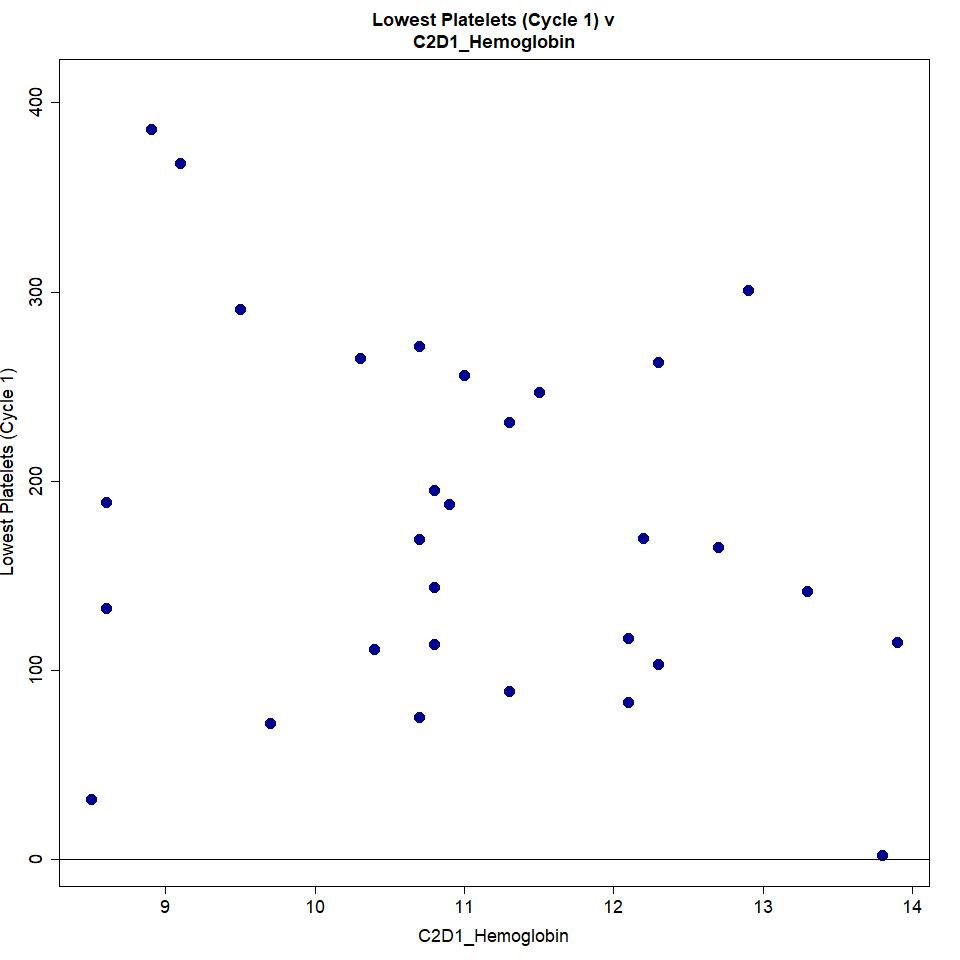 Lowest Platelets (Cycle 1) v
C2D1_Hemoglobin
400
300
200
100
0
Lowest Platelets (Cycle 1)
9 10 11 12 13 14
C2D1_Hemoglobin